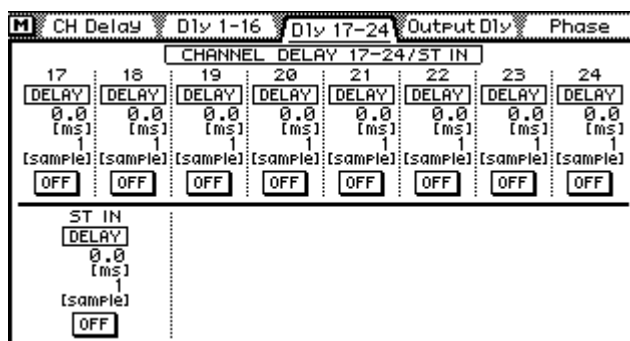 M CH Delay Dly 1-16 Dly 17-24 Output Dly Phase
CHANNEL DELAY 17-24/ST IN
17 18 19 20 21 22 23 24
DELAY DELAY DELAY DELAY DELAY DELAY DELAY DELAY
0.0 0.0 0.0 0.0 0.0 0.0 0.0 0.0
[ms] [ms] [ms] [ms] [ms] [ms] [ms] [ms]
1 1 1 1 1 1 1 1
[sample] [sample] [sample] [sample] [sample] [sample] [sample] [sample]
OFF OFF OFF OFF OFF OFF OFF OFF
ST IN
DELAY
0.0
[ms]
1
[sample]
OFF